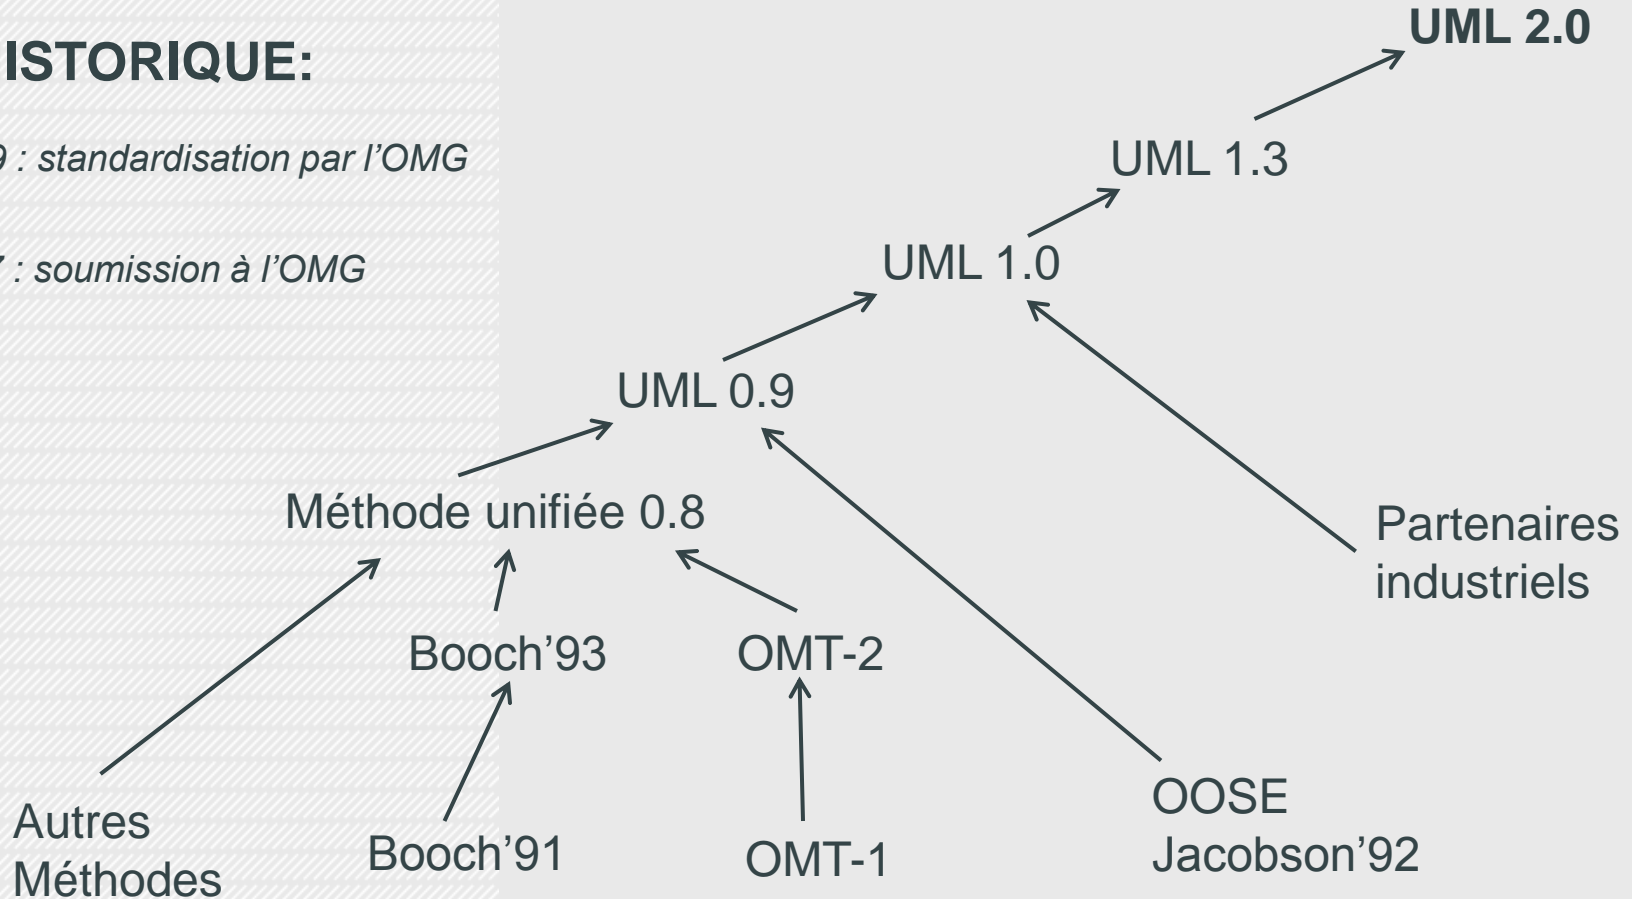 UML 2.0
ISTORIQUE:
9 : standardisation par l’OMG
UML 1.3
7 : soumission à l’OMG
UML 1.0
UML 0.9
Méthode unifiée 0.8
Partenaires
industriels
Booch’93
OMT-2
OOSE
Jacobson’92
Autres
Méthodes
Booch’91
OMT-1